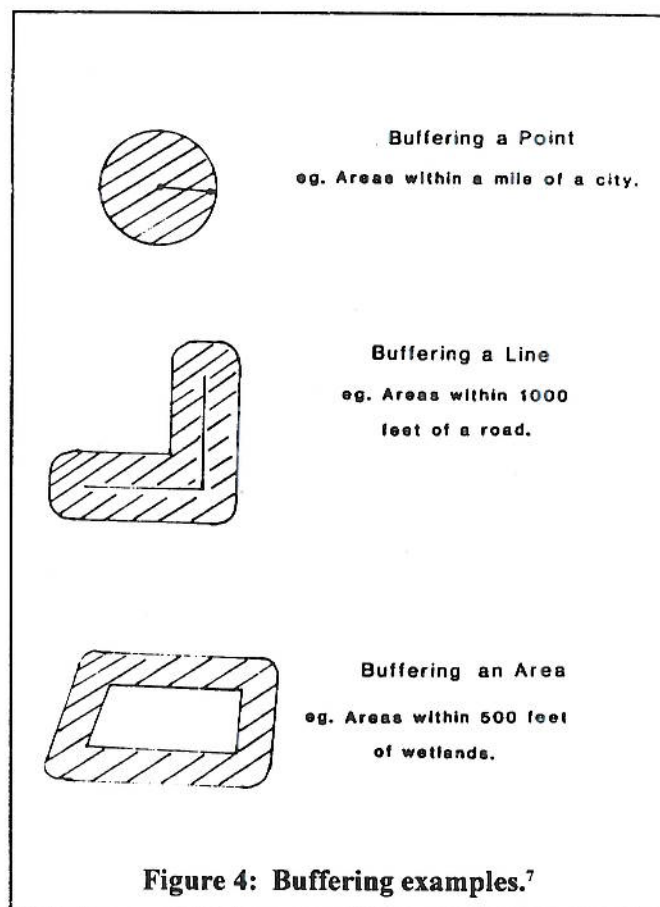 Buffering a Point
eg. Areas within a mile of a city.
Buffering a Line
eg. Areas within 1000
feet of a road.
Buffering an Area
eg. Areas within 500 feet
of wetlands.
Figure 4: Buffering examples.⁷